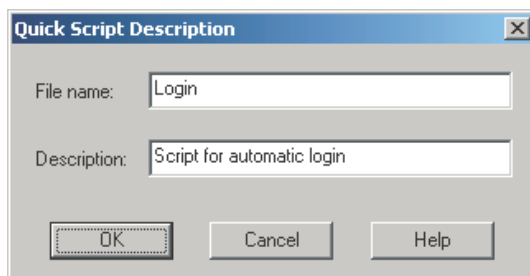 Quick Script Description
File name: Login
Description: Script for automatic login
OK Cancel Help